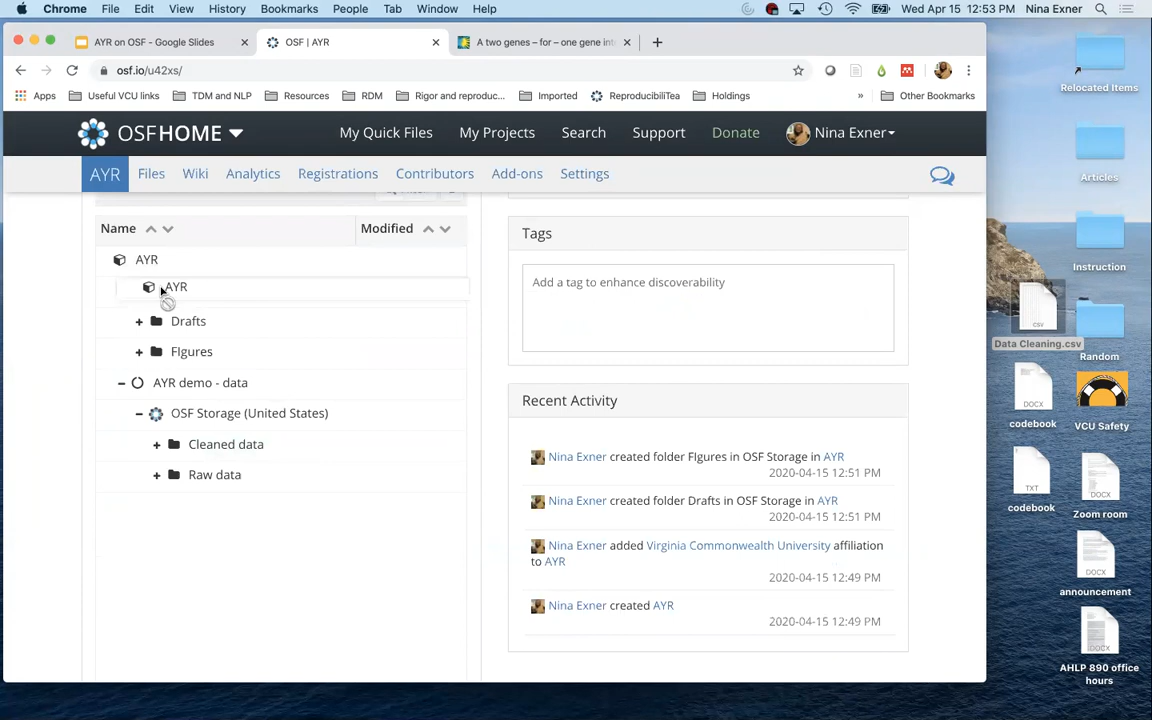 Chrome File Edit View History Bookmarks People Tab Window Help Wed Apr 15 12:53 PM Nina Exner
AYR on OSF - Google Slides OSF | AYR A two genes – for – one gene int
osf.io/u42xs/
Apps Useful VCU links TDM and NLP Resources RDM Rigor and reproduc... Imported ReproducibiliTea Holdings » Other Bookmarks
OSFHOME My Quick Files My Projects Search Support Donate Nina Exner
AYR Files Wiki Analytics Registrations Contributors Add-ons Settings
Name Modified
AYR
AYR
Drafts
FIgures
AYR demo - data
OSF Storage (United States)
Cleaned data
Raw data
Tags
Add a tag to enhance discoverability
Recent Activity
Nina Exner created folder FIgures in OSF Storage in AYR
2020-04-15 12:51 PM
Nina Exner created folder Drafts in OSF Storage in AYR
2020-04-15 12:51 PM
Nina Exner added Virginia Commonwealth University affiliation
to AYR
2020-04-15 12:49 PM
Nina Exner created AYR
2020-04-15 12:49 PM
Relocated Items
Articles
Instruction
CSV
Data Cleaning.csv
Random
DOCX
codebook
VCU Safety
TXT
codebook
DOCX
Zoom room
DOCX
announcement
DOCX
AHLP 890 office
hours